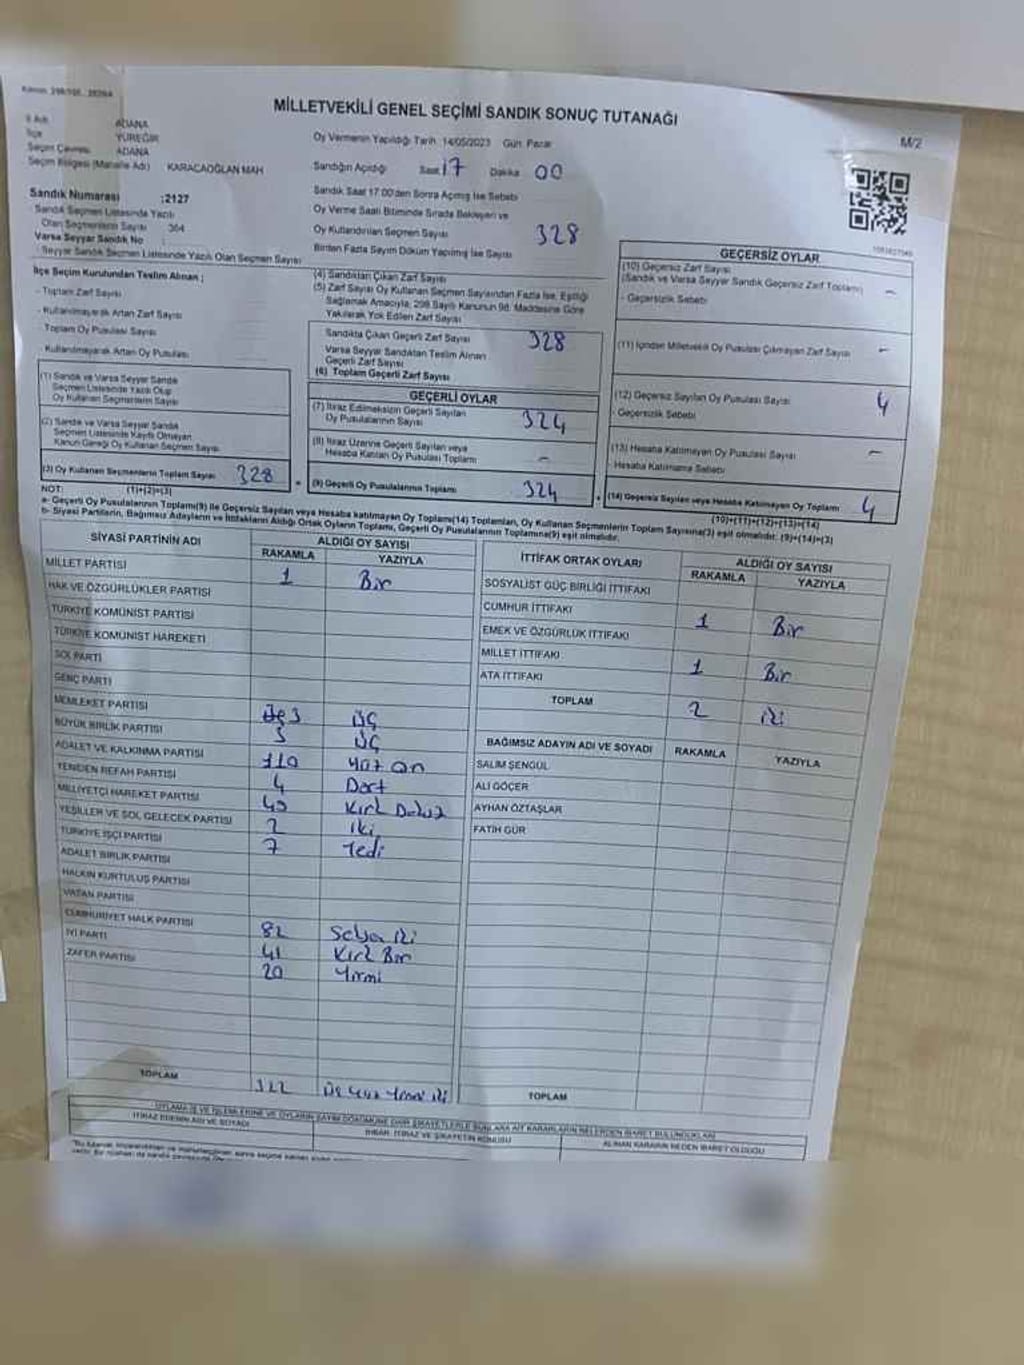 MİLLETVEKİLİ GENEL SEÇİMİ SANDIK SONUÇ TUTANAĞI
M/2
İl Adı ADANA
İlçe YÜREĞİR
Seçim Çevresi ADANA
Seçim Bölgesi (Mahalle Adı) KARACAOĞLAN MAH
Sandık Numarası :2127
Sandık Seçmen Listesinde Yazılı
Olan Seçmenlerin Sayısı 364
Varsa Seyyar Sandık No :
Seyyar Sandık Seçmen Listesinde Yazılı Olan Seçmen Sayısı
İlçe Seçim Kurulundan Teslim Alınan ;
- Toplam Zarf Sayısı
- Kullanılmayarak Artan Zarf Sayısı
Toplam Oy Pusulası Sayısı
- Kullanılmayarak Artan Oy Pusulası
(1) Sandık ve Varsa Seyyar Sandık
Seçmen Listesinde Yazılı Olup
Oy Kullanan Seçmenlerin Sayısı
(2) Sandık ve Varsa Seyyar Sandık
Seçmen Listesinde Kayıtlı Olmayan
Kanun Gereği Oy Kullanan Seçmen Sayısı
(3) Oy Kullanan Seçmenlerin Toplam Sayısı 328
(1)+(2)=(3)
Oy Vermenin Yapıldığı Tarih 14/05/2023 Gün Pazar
Sandığın Açıldığı Saat 17 Dakika 00
Sandık Saat 17.00'den Sonra Açılmış İse Sebebi
Oy Verme Saati Bitiminde Sırada Bekleyen ve
Oy Kullandırılan Seçmen Sayısı 328
Birden Fazla Sayım Döküm Yapılmış İse Sayısı
(4) Sandıktan Çıkan Zarf Sayısı
(5) Zarf Sayısı Oy Kullanan Seçmen Sayısından Fazla İse, Eşitliği
Sağlamak Amacıyla, 298 Sayılı Kanunun 98. Maddesine Göre
Yakılarak Yok Edilen Zarf Sayısı
Sandıkta Çıkan Geçerli Zarf Sayısı 328
Varsa Seyyar Sandıktan Teslim Alınan
Geçerli Zarf Sayısı
(6) Toplam Geçerli Zarf Sayısı
GEÇERLİ OYLAR
(7) İtiraz Edilmeksizin Geçerli Sayılan
Oy Pusulalarının Sayısı 324
(8) İtiraz Üzerine Geçerli Sayılan veya
Hesaba Katılan Oy Pusulası Toplamı -
(9) Geçerli Oy Pusulalarının Toplamı 324
GEÇERSİZ OYLAR
(10) Geçersiz Zarf Sayısı
(Sandık ve Varsa Seyyar Sandık Geçersiz Zarf Toplamı) -
- Geçersizlik Sebebi
(11) İçinden Milletvekili Oy Pusulası Çıkmayan Zarf Sayısı -
(12) Geçersiz Sayılan Oy Pusulası Sayısı 4
- Geçersizlik Sebebi
(13) Hesaba Katılmayan Oy Pusulası Sayısı -
- Hesaba Katılmama Sebebi
(14) Geçersiz Sayılan veya Hesaba Katılmayan Oy Toplamı 4
(10)+(11)+(12)+(13)=(14)
NOT:
a- Geçerli Oy Pusulalarının Toplamı(9) ile Geçersiz Sayılan veya Hesaba katılmayan Oy Toplamı(14) Toplamları, Oy Kullanan Seçmenlerin Toplam Sayısına(3) eşit olmalıdır. (9)+(14)=(3)
b- Siyasi Partilerin, Bağımsız Adayların ve İttifakların Aldığı Ortak Oyların Toplamı, Geçerli Oy Pusulalarının Toplamına(9) eşit olmalıdır.
SİYASİ PARTİNİN ADI ALDIĞI OY SAYISI
RAKAMLA YAZIYLA
MİLLET PARTİSİ 1 Bir
HAK VE ÖZGÜRLÜKLER PARTİSİ
TÜRKİYE KOMÜNİST PARTİSİ
TÜRKİYE KOMÜNİST HAREKETİ
SOL PARTİ
GENÇ PARTİ
MEMLEKET PARTİSİ 3 ÜÇ
BÜYÜK BİRLİK PARTİSİ 3 ÜÇ
ADALET VE KALKINMA PARTİSİ 110 Yüz on
YENİDEN REFAH PARTİSİ 4 Dört
MİLLİYETÇİ HAREKET PARTİSİ 49 Kırk Dokuz
YEŞİLLER VE SOL GELECEK PARTİSİ 2 iki
TÜRKİYE İŞÇİ PARTİSİ 7 Yedi
ADALET BİRLİK PARTİSİ
HALKIN KURTULUŞ PARTİSİ
VATAN PARTİSİ
CUMHURİYET HALK PARTİSİ 82 Seksen iki
İYİ PARTİ 41 Kırk Bir
ZAFER PARTİSİ 20 Yirmi
TOPLAM 322 Üç Yüz Yirmi iki
İTTİFAK ORTAK OYLARI ALDIĞI OY SAYISI
RAKAMLA YAZIYLA
SOSYALİST GÜÇ BİRLİĞİ İTTİFAKI
CUMHUR İTTİFAKI 1 Bir
EMEK VE ÖZGÜRLÜK İTTİFAKI
MİLLET İTTİFAKI 1 Bir
ATA İTTİFAKI
TOPLAM 2 iki
BAĞIMSIZ ADAYIN ADI VE SOYADI RAKAMLA YAZIYLA
SALİM ŞENGÜL
ALİ GÖÇER
AYHAN ÖZTAŞLAR
FATİH GÜR
TOPLAM
OYLAMA İŞ VE İŞLEMLERİNE VE OYLARIN SAYIM DÖKÜMÜNE DAİR ŞİKAYETLERLE BUNLARA AİT KARARLARIN NELERDEN İBARET BULUNDUKLARI
İTİRAZ EDENİN ADI VE SOYADI
İHBAR, İTİRAZ VE ŞİKAYETİN KONUSU
ALINAN KARARIN NEDEN İBARET OLDUĞU